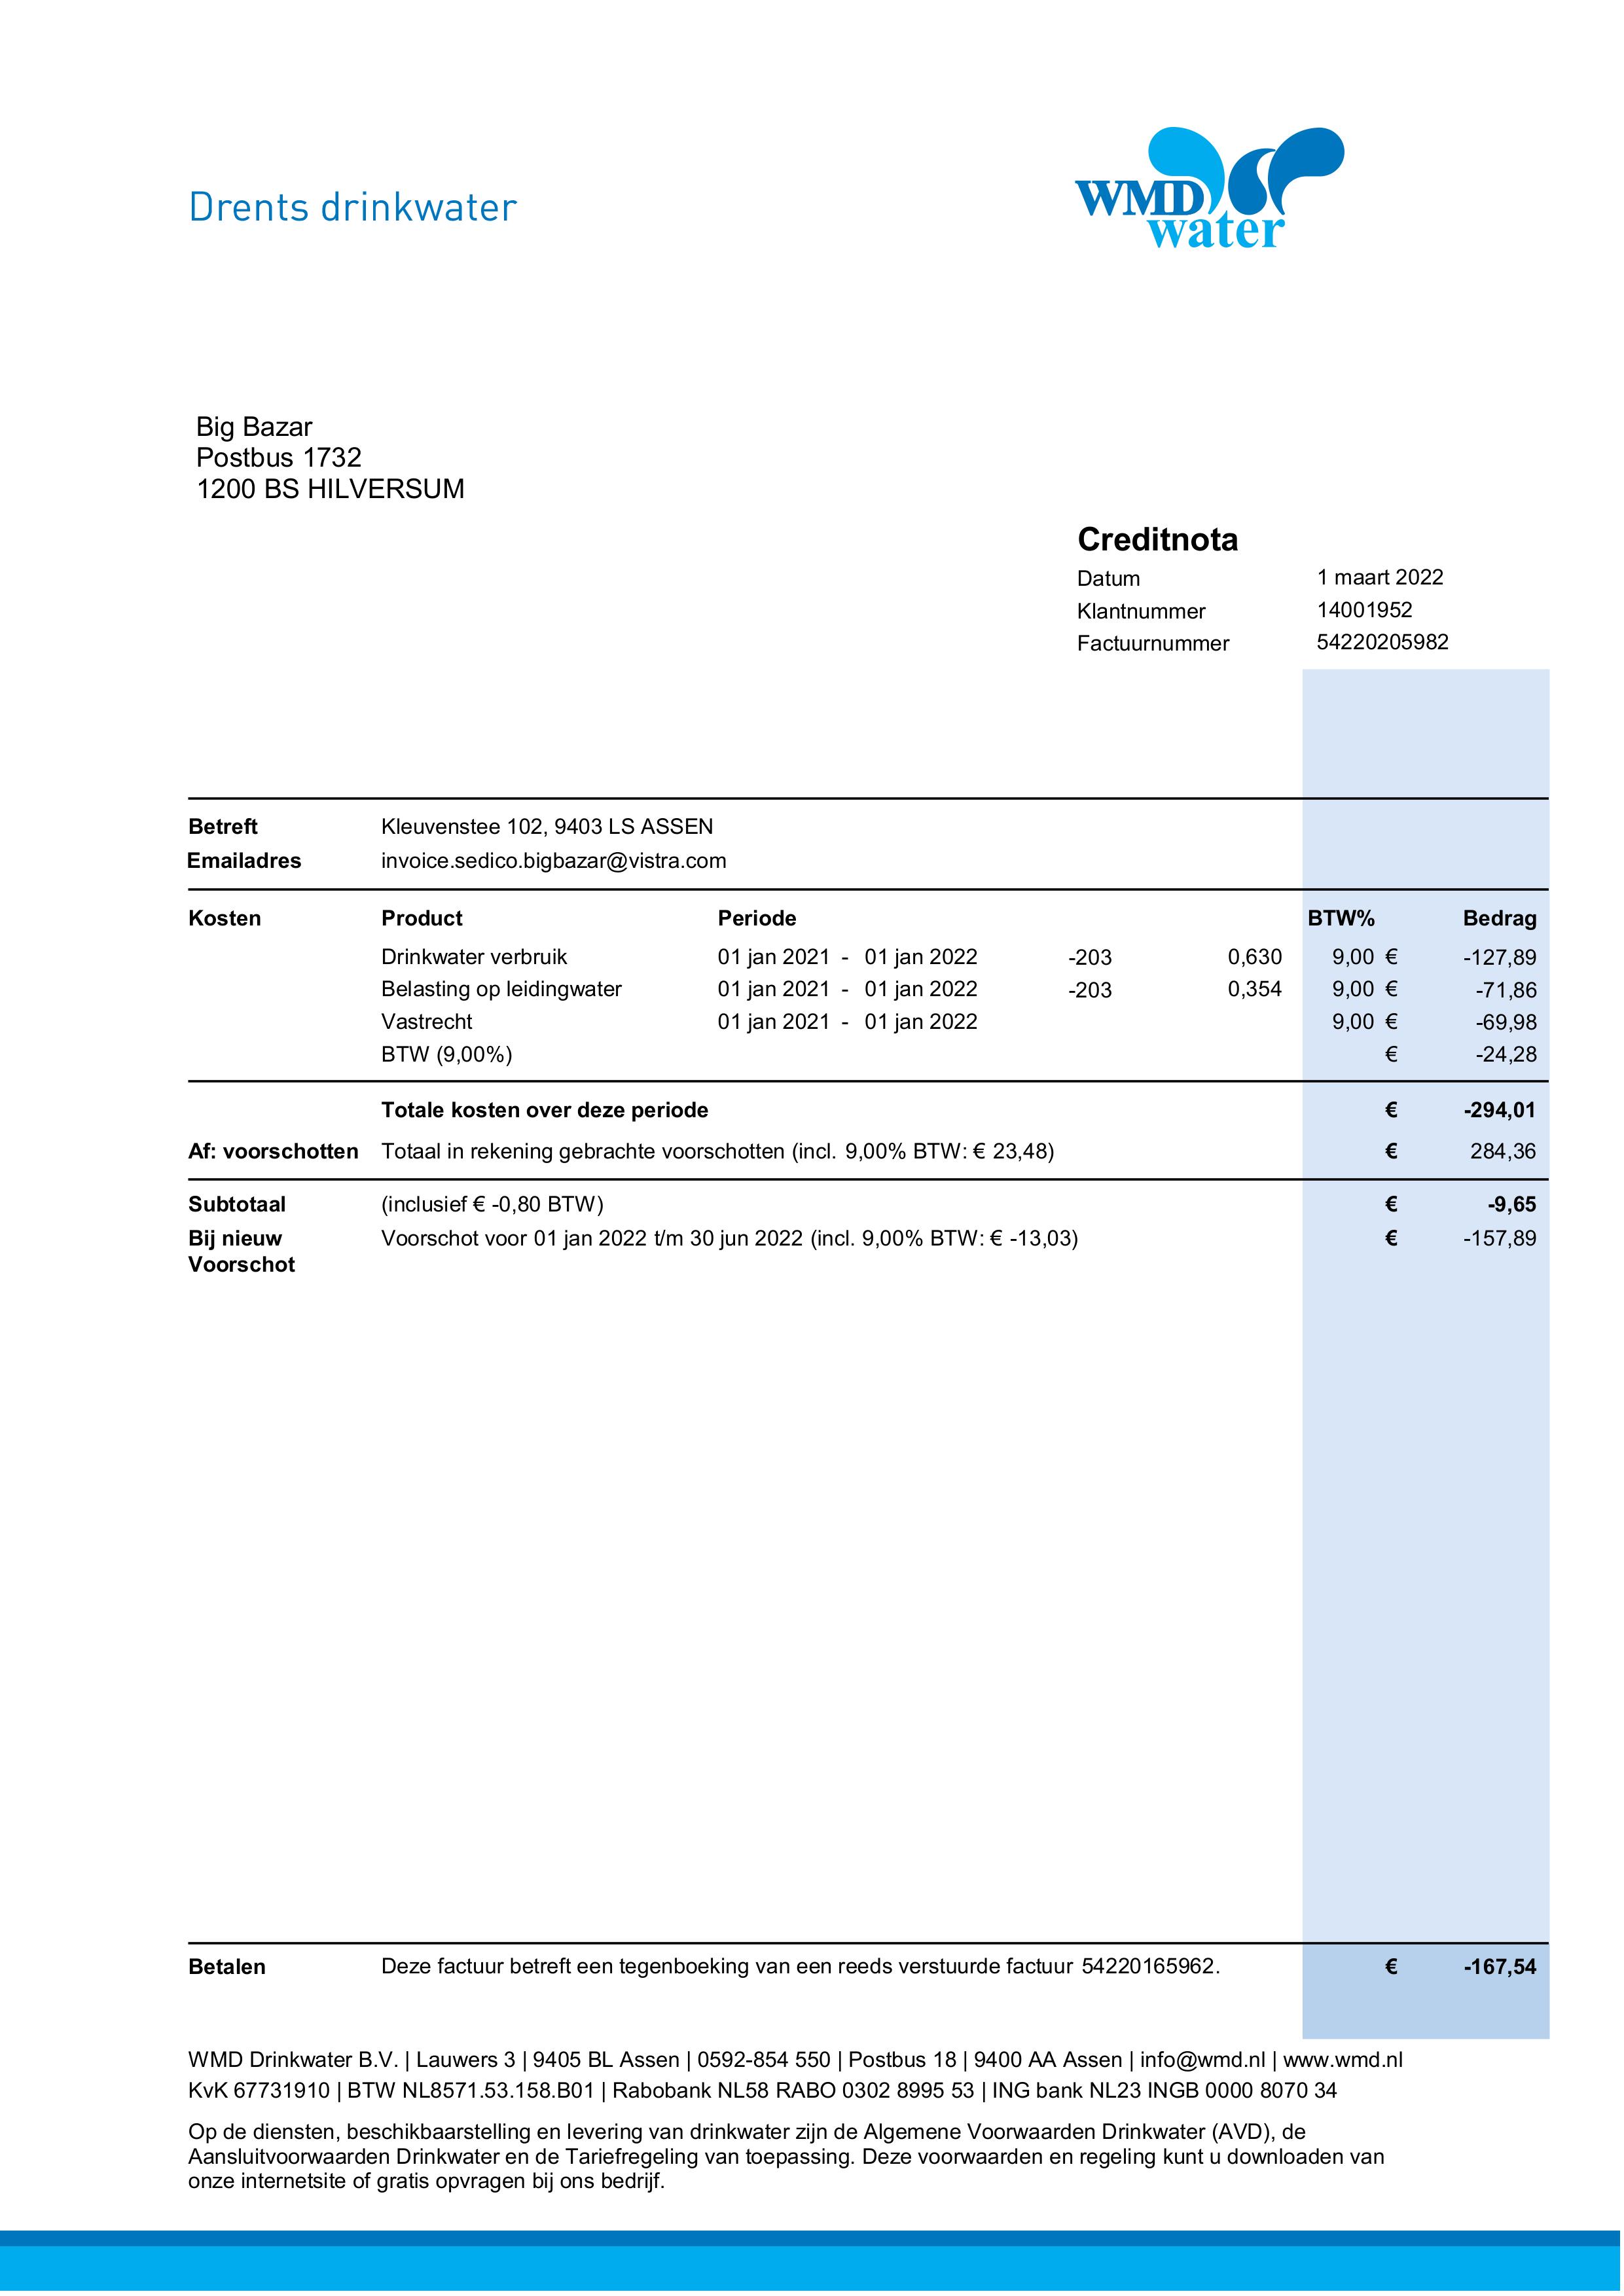 Drents drinkwater
WMD
water
Big Bazar
Postbus 1732
1200 BS HILVERSUM
Creditnota
Datum 1 maart 2022
Klantnummer 14001952
Factuurnummer 54220205982
Betreft Kleuvenstee 102, 9403 LS ASSEN
Emailadres invoice.sedico.bigbazar@vistra.com
Kosten Product Periode BTW% Bedrag
Drinkwater verbruik 01 jan 2021 - 01 jan 2022 -203 0,630 9,00 € -127,89
Belasting op leidingwater 01 jan 2021 - 01 jan 2022 -203 0,354 9,00 € -71,86
Vastrecht 01 jan 2021 - 01 jan 2022 9,00 € -69,98
BTW (9,00%) € -24,28
Totale kosten over deze periode € -294,01
Af: voorschotten Totaal in rekening gebrachte voorschotten (incl. 9,00% BTW: € 23,48) € 284,36
Subtotaal (inclusief € -0,80 BTW) € -9,65
Bij nieuw Voorschot voor 01 jan 2022 t/m 30 jun 2022 (incl. 9,00% BTW: € -13,03) € -157,89
Voorschot
Betalen Deze factuur betreft een tegenboeking van een reeds verstuurde factuur 54220165962. € -167,54
WMD Drinkwater B.V. | Lauwers 3 | 9405 BL Assen | 0592-854 550 | Postbus 18 | 9400 AA Assen | info@wmd.nl | www.wmd.nl
KvK 67731910 | BTW NL8571.53.158.B01 | Rabobank NL58 RABO 0302 8995 53 | ING bank NL23 INGB 0000 8070 34
Op de diensten, beschikbaarstelling en levering van drinkwater zijn de Algemene Voorwaarden Drinkwater (AVD), de
Aansluitvoorwaarden Drinkwater en de Tariefregeling van toepassing. Deze voorwaarden en regeling kunt u downloaden van
onze internetsite of gratis opvragen bij ons bedrijf.